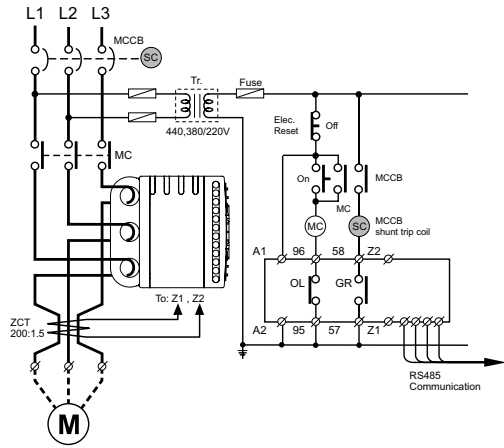 L1 L2 L3
MCCB
SC
Tr.
Fuse
440,380/220V
Elec.
Reset
Off
MC
On
MC
MCCB
MC
SC
MCCB
shunt trip coil
A1 96 58 Z2
OL GR
A2 95 57 Z1
To: Z1 , Z2
ZCT
200:1.5
RS485
Communication
M